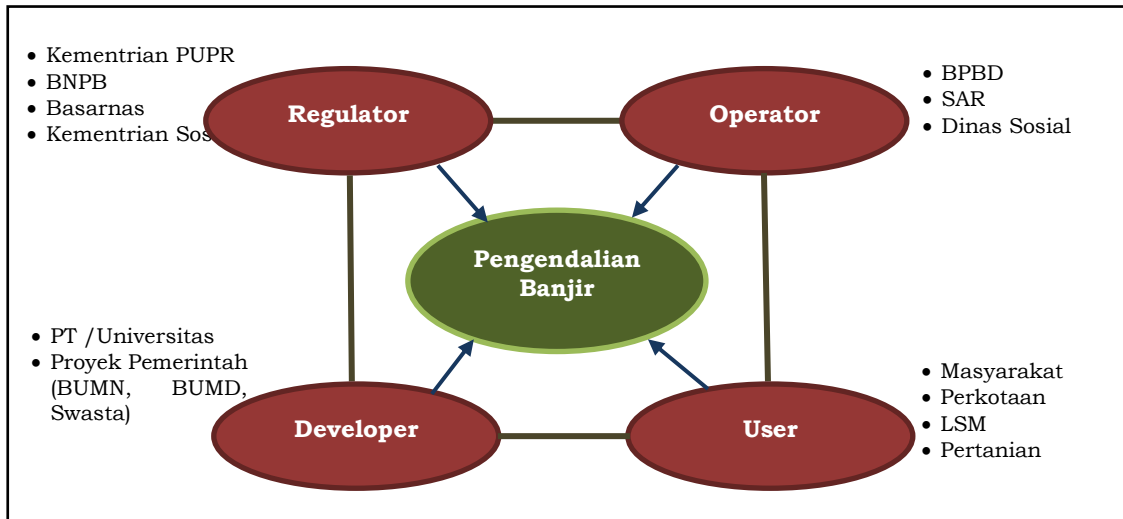 • Kementrian PUPR
• BNPB
• Basarnas
• Kementrian Sos
Regulator
Operator
• BPBD
• SAR
• Dinas Sosial
Pengendalian
Banjir
• PT /Universitas
• Proyek Pemerintah
(BUMN, BUMD,
Swasta)
Developer
User
• Masyarakat
• Perkotaan
• LSM
• Pertanian